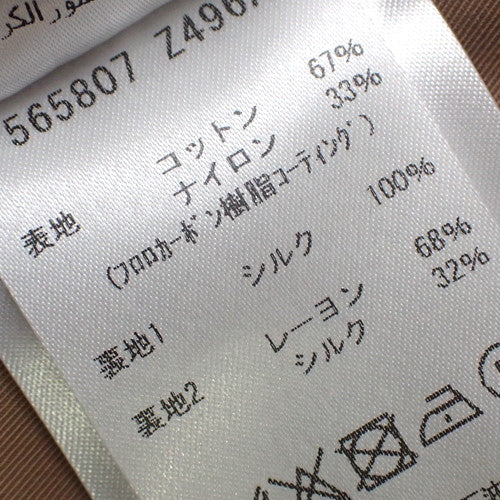 565807 Z496
表地 コットン 67%
ナイロン 33%
(フロロカーボン樹脂コーティング)
裏地1 シルク 100%
裏地2 レーヨン 68%
シルク 32%